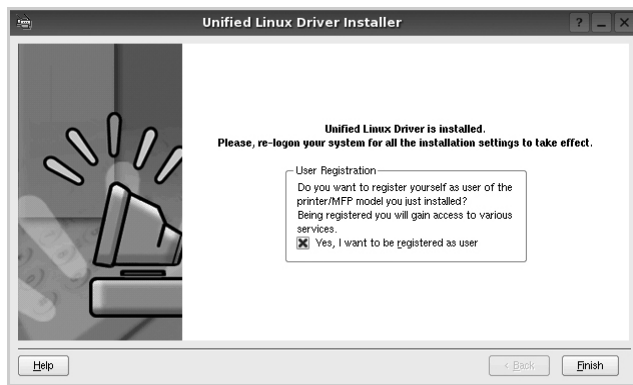 Unified Linux Driver Installer
Unified Linux Driver is installed.
Please, re-logon your system for all the installation settings to take effect.
User Registration
Do you want to register yourself as user of the
printer/MFP model you just installed?
Being registered you will gain access to various
services.
Yes, I want to be registered as user
Help
< Back
Finish